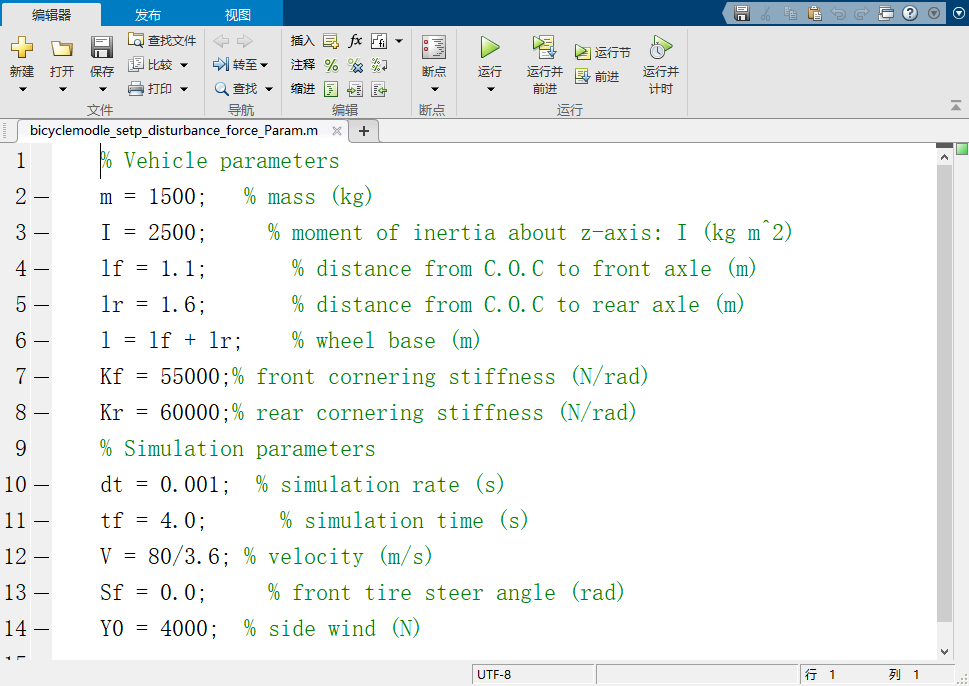 编辑器 发布 视图
新建 打开 保存 查找文件 比较 打印
转至 查找
插入 fx
注释 %
缩进
断点 运行 运行并前进 运行节 前进 运行并计时
文件 导航 编辑 断点 运行
bicyclemodle_setp_disturbance_force_Param.m
1 % Vehicle parameters
2 — m = 1500; % mass (kg)
3 — I = 2500; % moment of inertia about z-axis: I (kg m^2)
4 — lf = 1.1; % distance from C.O.C to front axle (m)
5 — lr = 1.6; % distance from C.O.C to rear axle (m)
6 — l = lf + lr; % wheel base (m)
7 — Kf = 55000;% front cornering stiffness (N/rad)
8 — Kr = 60000;% rear cornering stiffness (N/rad)
9 % Simulation parameters
10 — dt = 0.001; % simulation rate (s)
11 — tf = 4.0; % simulation time (s)
12 — V = 80/3.6; % velocity (m/s)
13 — Sf = 0.0; % front tire steer angle (rad)
14 — Y0 = 4000; % side wind (N)
UTF-8 行 1 列 1